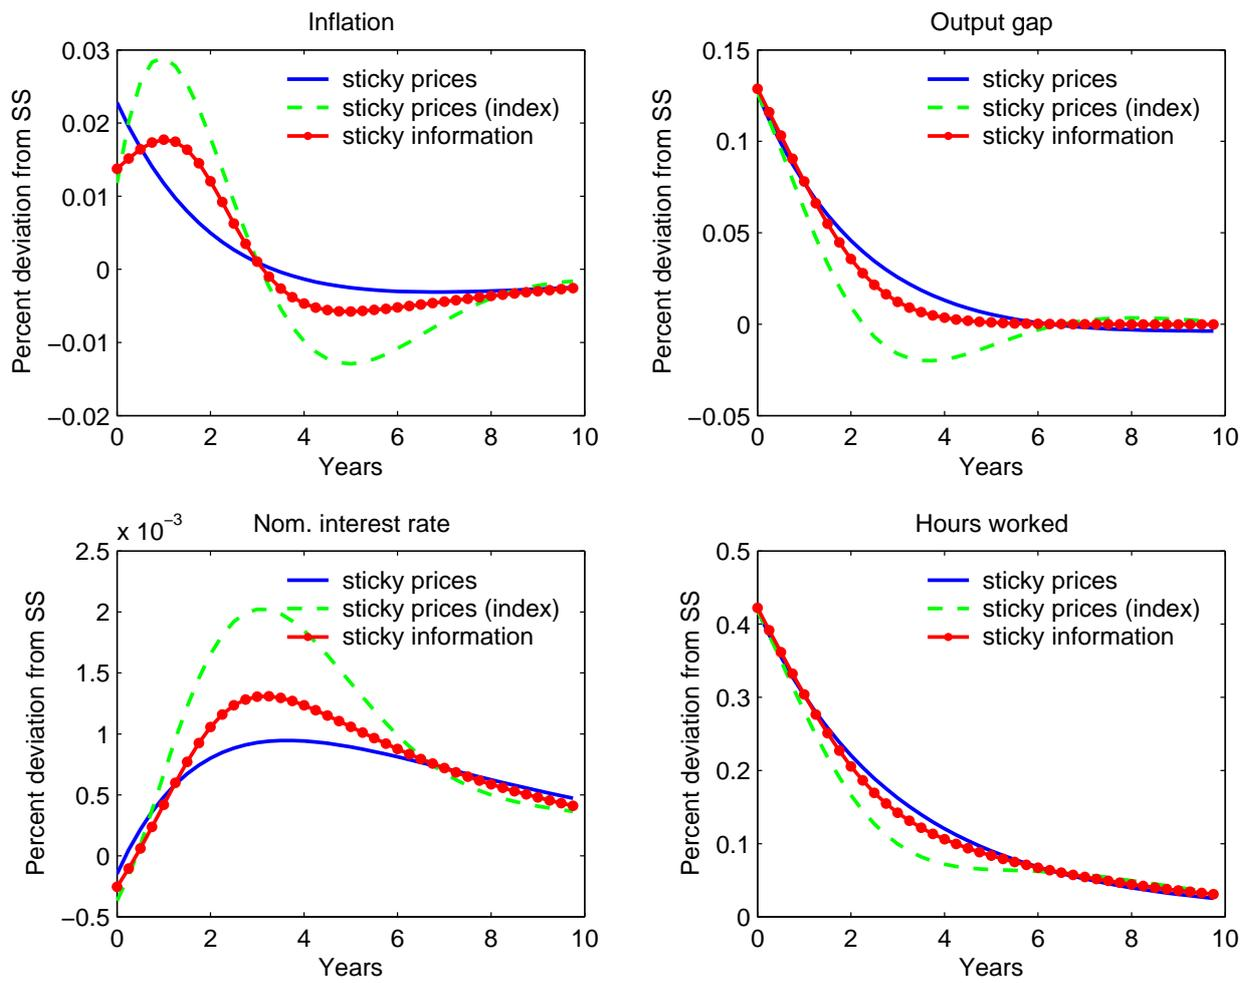 Inflation
Percent deviation from SS
0.03
0.02
0.01
0
−0.01
−0.02
sticky prices
sticky prices (index)
sticky information
0 2 4 6 8 10
Years
Output gap
Percent deviation from SS
0.15
0.1
0.05
0
−0.05
sticky prices
sticky prices (index)
sticky information
0 2 4 6 8 10
Years
Nom. interest rate
x 10−3
Percent deviation from SS
2.5
2
1.5
1
0.5
0
−0.5
sticky prices
sticky prices (index)
sticky information
0 2 4 6 8 10
Years
Hours worked
Percent deviation from SS
0.5
0.4
0.3
0.2
0.1
0
sticky prices
sticky prices (index)
sticky information
0 2 4 6 8 10
Years